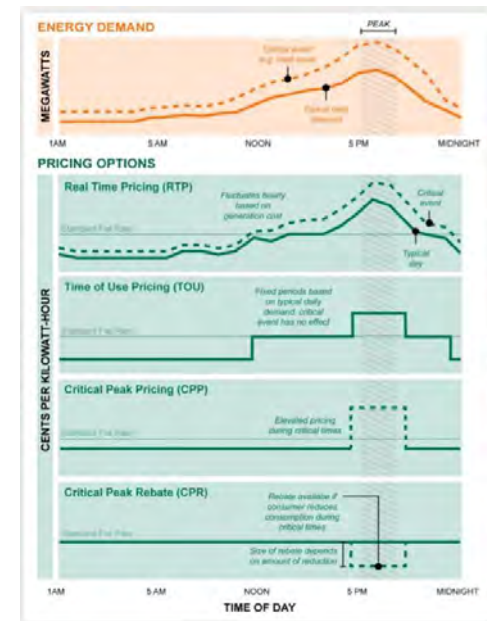 ENERGY DEMAND
PEAK
MEGAWATTS
1AM
5 AM
NOON
5 PM
MIDNIGHT
PRICING OPTIONS
CENTS PER KILOWATT-HOUR
Real Time Pricing (RTP)
Fluctuates hourly
based on
generation cost
Critical
event
Standard Flat Rate
Typical
day
Time of Use Pricing (TOU)
Fixed periods based
on typical daily
demand: critical
event has no effect
Standard Flat Rate
Critical Peak Pricing (CPP)
Elevated pricing
during critical times
Standard Flat Rate
Critical Peak Rebate (CPR)
Rebate available if
consumer reduces
consumption during
critical times
Standard Flat Rate
Size of rebate depends
on amount of reduction
1AM
5 AM
NOON
5 PM
MIDNIGHT
TIME OF DAY